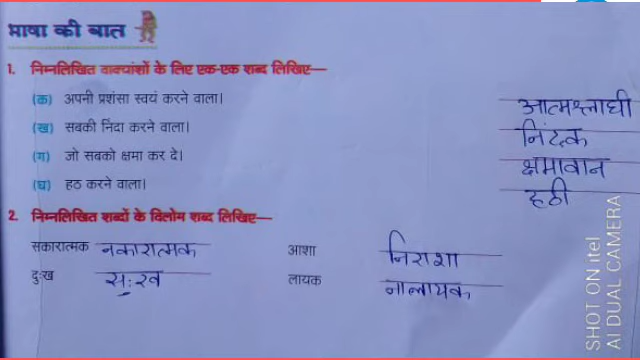 भाषा की बात
1. निम्नलिखित वाक्यांशों के लिए एक-एक शब्द लिखिए—
(क) अपनी प्रशंसा स्वयं करने वाला। आत्मश्लाघी
(ख) सबकी निंदा करने वाला। निंदक
(ग) जो सबको क्षमा कर दे। क्षमावान
(घ) हठ करने वाला। हठी
2. निम्नलिखित शब्दों के विलोम शब्द लिखिए—
सकारात्मक नकारात्मक आशा निराशा
दुःख सुःख लायक नालायक
SHOT ON itel
AI DUAL CAMERA